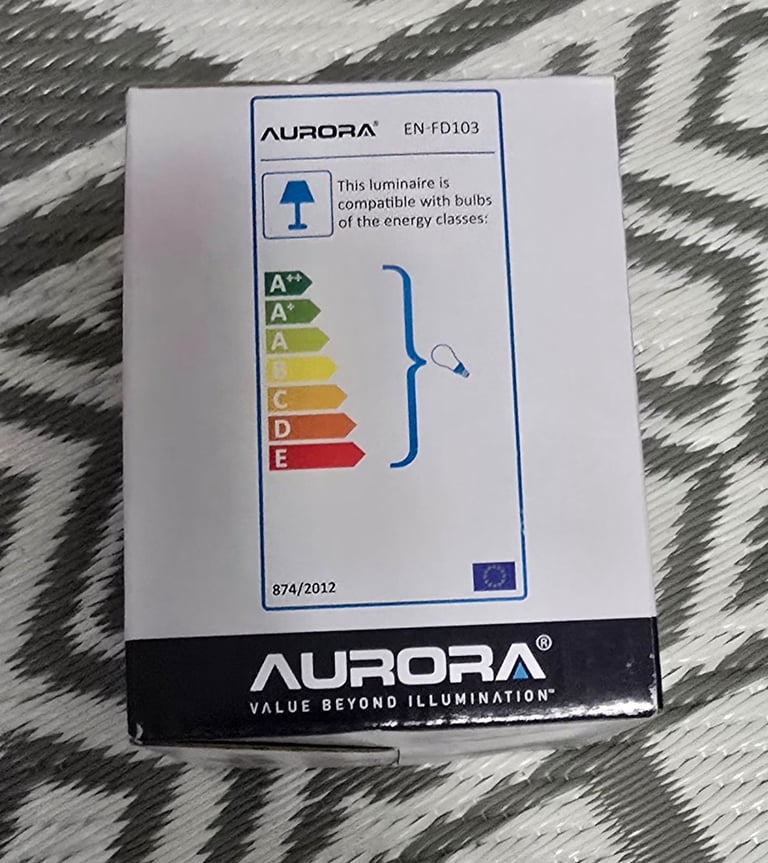 AURORA® EN-FD103
This luminaire is
compatible with bulbs
of the energy classes:
A++
A+
A
B
C
D
E
874/2012
AURORA®
VALUE BEYOND ILLUMINATION™